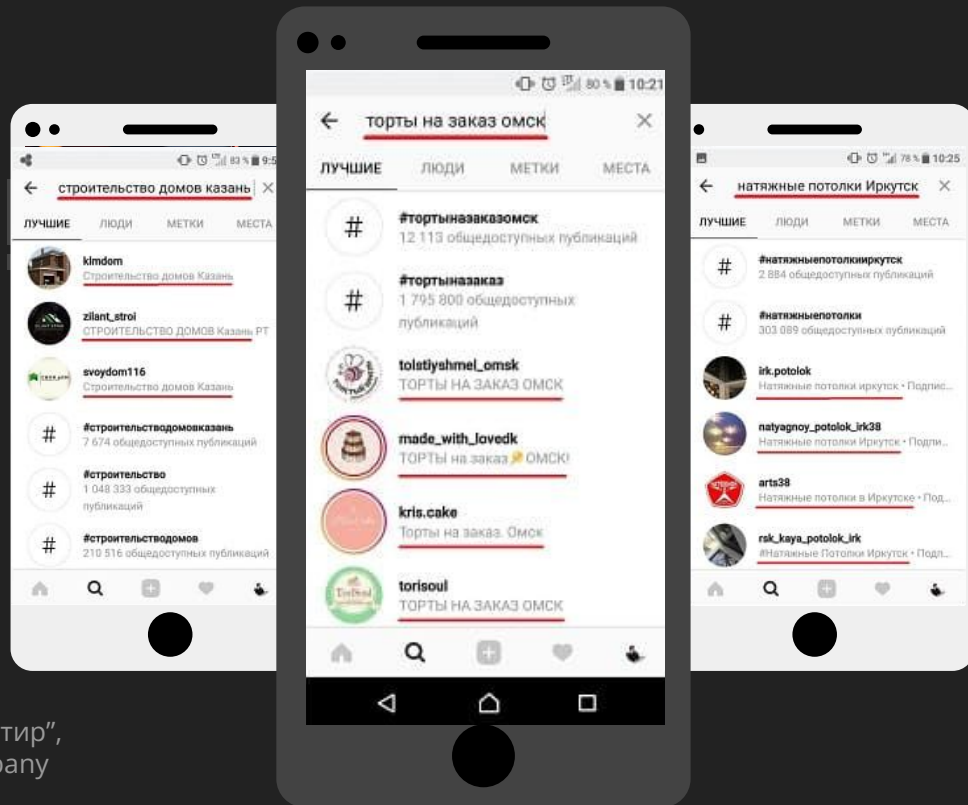 83 % 9:5
строительство домов казань
ЛУЧШИЕ ЛЮДИ МЕТКИ МЕСТА
klmdom
Строительство домов Казань
zilant_stroi
СТРОИТЕЛЬСТВО ДОМОВ Казань РТ
svoydom116
Строительство домов Казань
#строительстводомовказань
7 674 общедоступных публикаций
#строительство
1 048 333 общедоступных
публикаций
#строительстводомов
210 516 общедоступных публикаций
80 % 10:21
торты на заказ омск
ЛУЧШИЕ ЛЮДИ МЕТКИ МЕСТА
#тортыназаказомск
12 113 общедоступных публикаций
#тортыназаказ
1 795 800 общедоступных
публикаций
tolstiyshmel_omsk
ТОРТЫ НА ЗАКАЗ ОМСК
made_with_lovedk
ТОРТЫ на заказ🔑ОМСК!
kris.cake
Торты на заказ. Омск
torisoul
ТОРТЫ НА ЗАКАЗ ОМСК
78 % 10:25
натяжные потолки Иркутск
ЛУЧШИЕ ЛЮДИ МЕТКИ МЕСТА
#натяжныепотолкииркутск
2 884 общедоступных публикаций
#натяжныепотолки
303 089 общедоступных публикаций
irk.potolok
Натяжные потолки иркутск • Подпис...
natyagnoy_potolok_irk38
Натяжные потолки Иркутск • Подпи...
arts38
Натяжные потолки в Иркутске • Под...
rsk_kaya_potolok_irk
#Натяжные Потолки Иркутск • Подп...
тир”,
pany